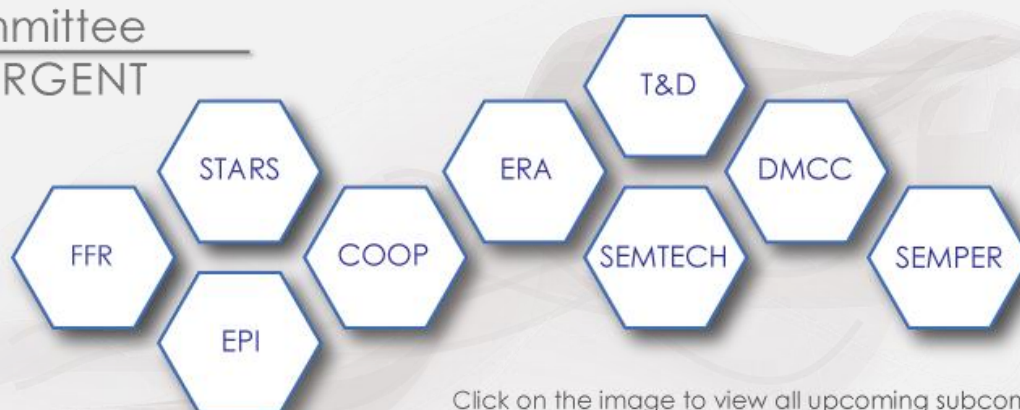 mmittee
RGENT
T&D
STARS
ERA
DMCC
FFR
COOP
SEMTECH
SEMPER
EPI
Click on the image to view all upcoming subcon